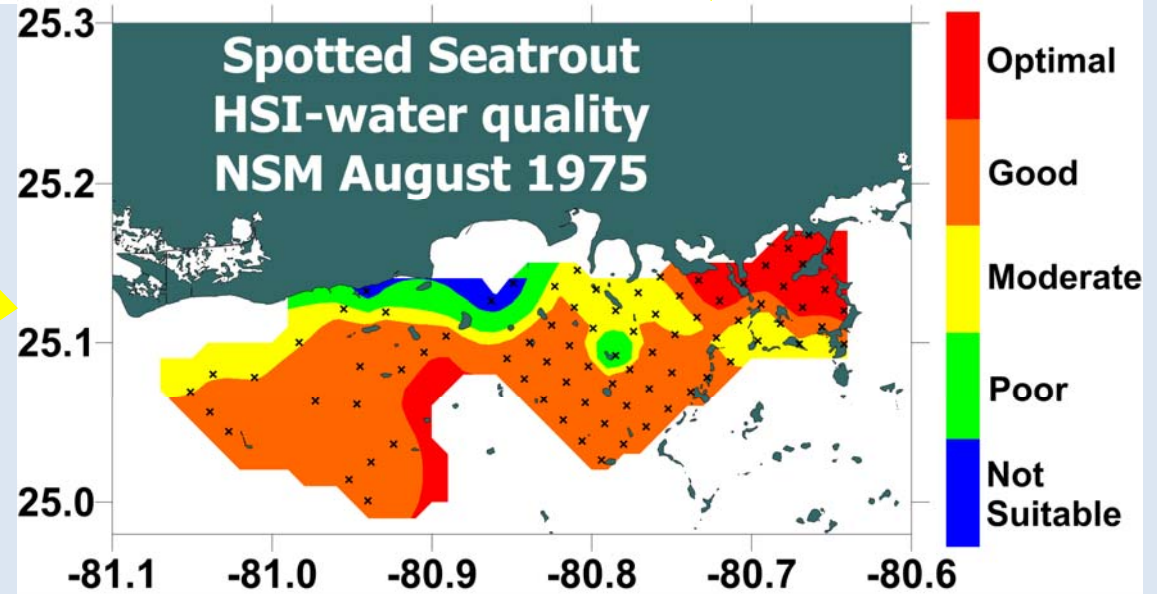 Spotted Seatrout
HSI-water quality
NSM August 1975
25.3
25.2
25.1
25.0
-81.1 -81.0 -80.9 -80.8 -80.7 -80.6
Optimal
Good
Moderate
Poor
Not
Suitable